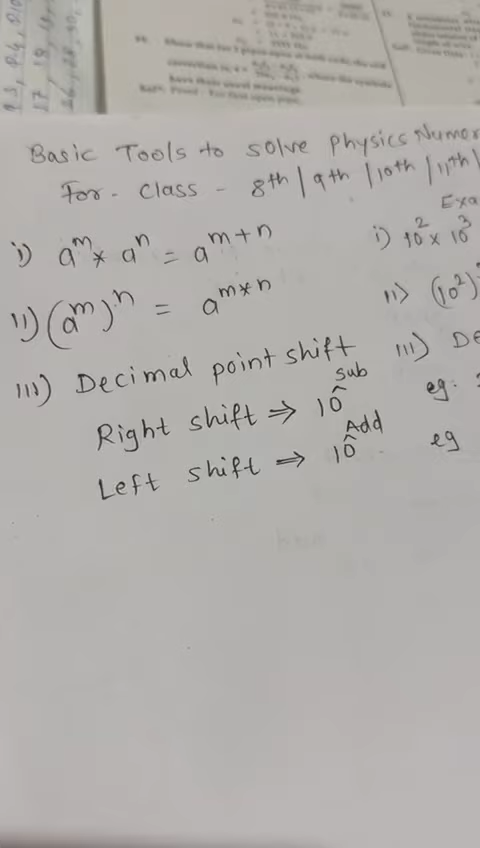 Basic Tools to solve Physics Numer
For - class - 8th / 9th / 10th / 11th /
Exa
i) a^m × a^n = a^m+n
i) 10^2 × 10^3
ii) (a^m)^n = a^m×n
ii) (10^2)
iii) Decimal point shift
iii) De
Right shift ⇒ 10^Sub
eg:
Left shift ⇒ 10^Add
eg